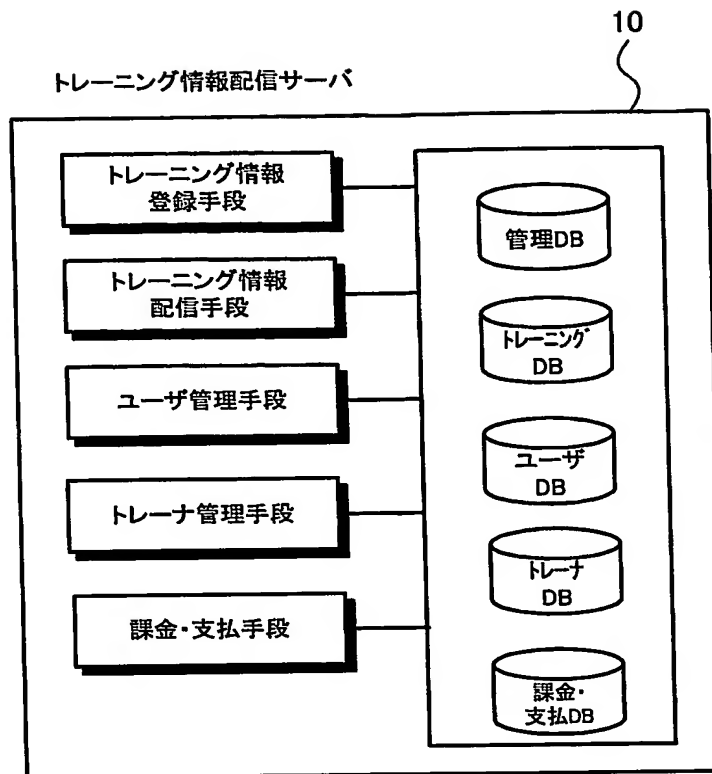 10
トレーニング情報配信サーバ
トレーニング情報
登録手段
トレーニング情報
配信手段
ユーザ管理手段
トレーナ管理手段
課金・支払手段
管理DB
トレーニング
DB
ユーザ
DB
トレーナ
DB
課金・
支払DB